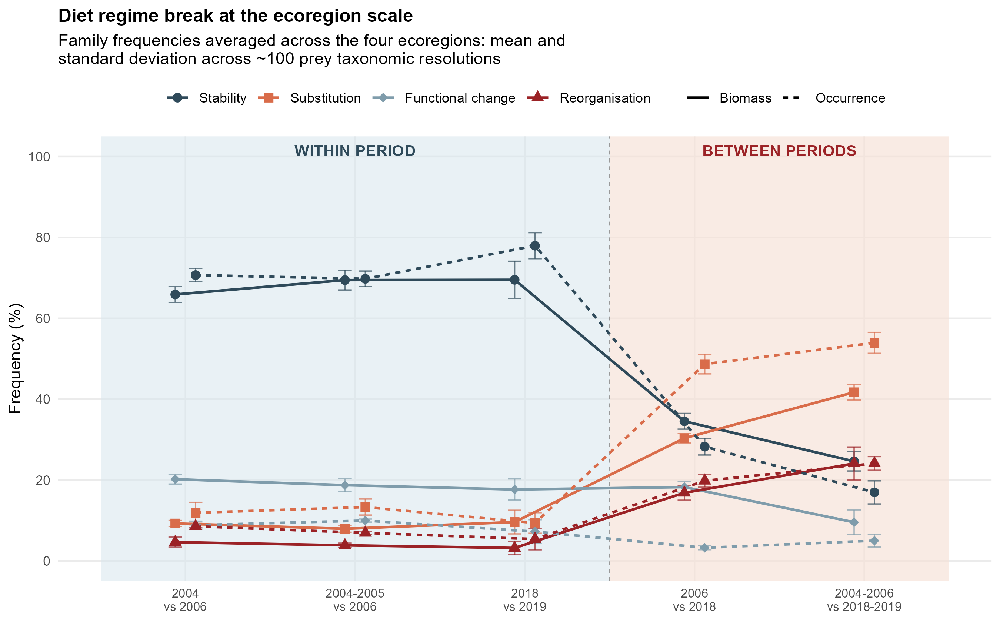 Diet regime break at the ecoregion scale
Family frequencies averaged across the four ecoregions: mean and
standard deviation across ~100 prey taxonomic resolutions
Stability Substitution Functional change Reorganisation Biomass Occurrence
WITHIN PERIOD BETWEEN PERIODS
Frequency (%)
100
80
60
40
20
0
2004 2004-2005 2018 2006 2004-2006
vs 2006 vs 2006 vs 2019 vs 2018 vs 2018-2019